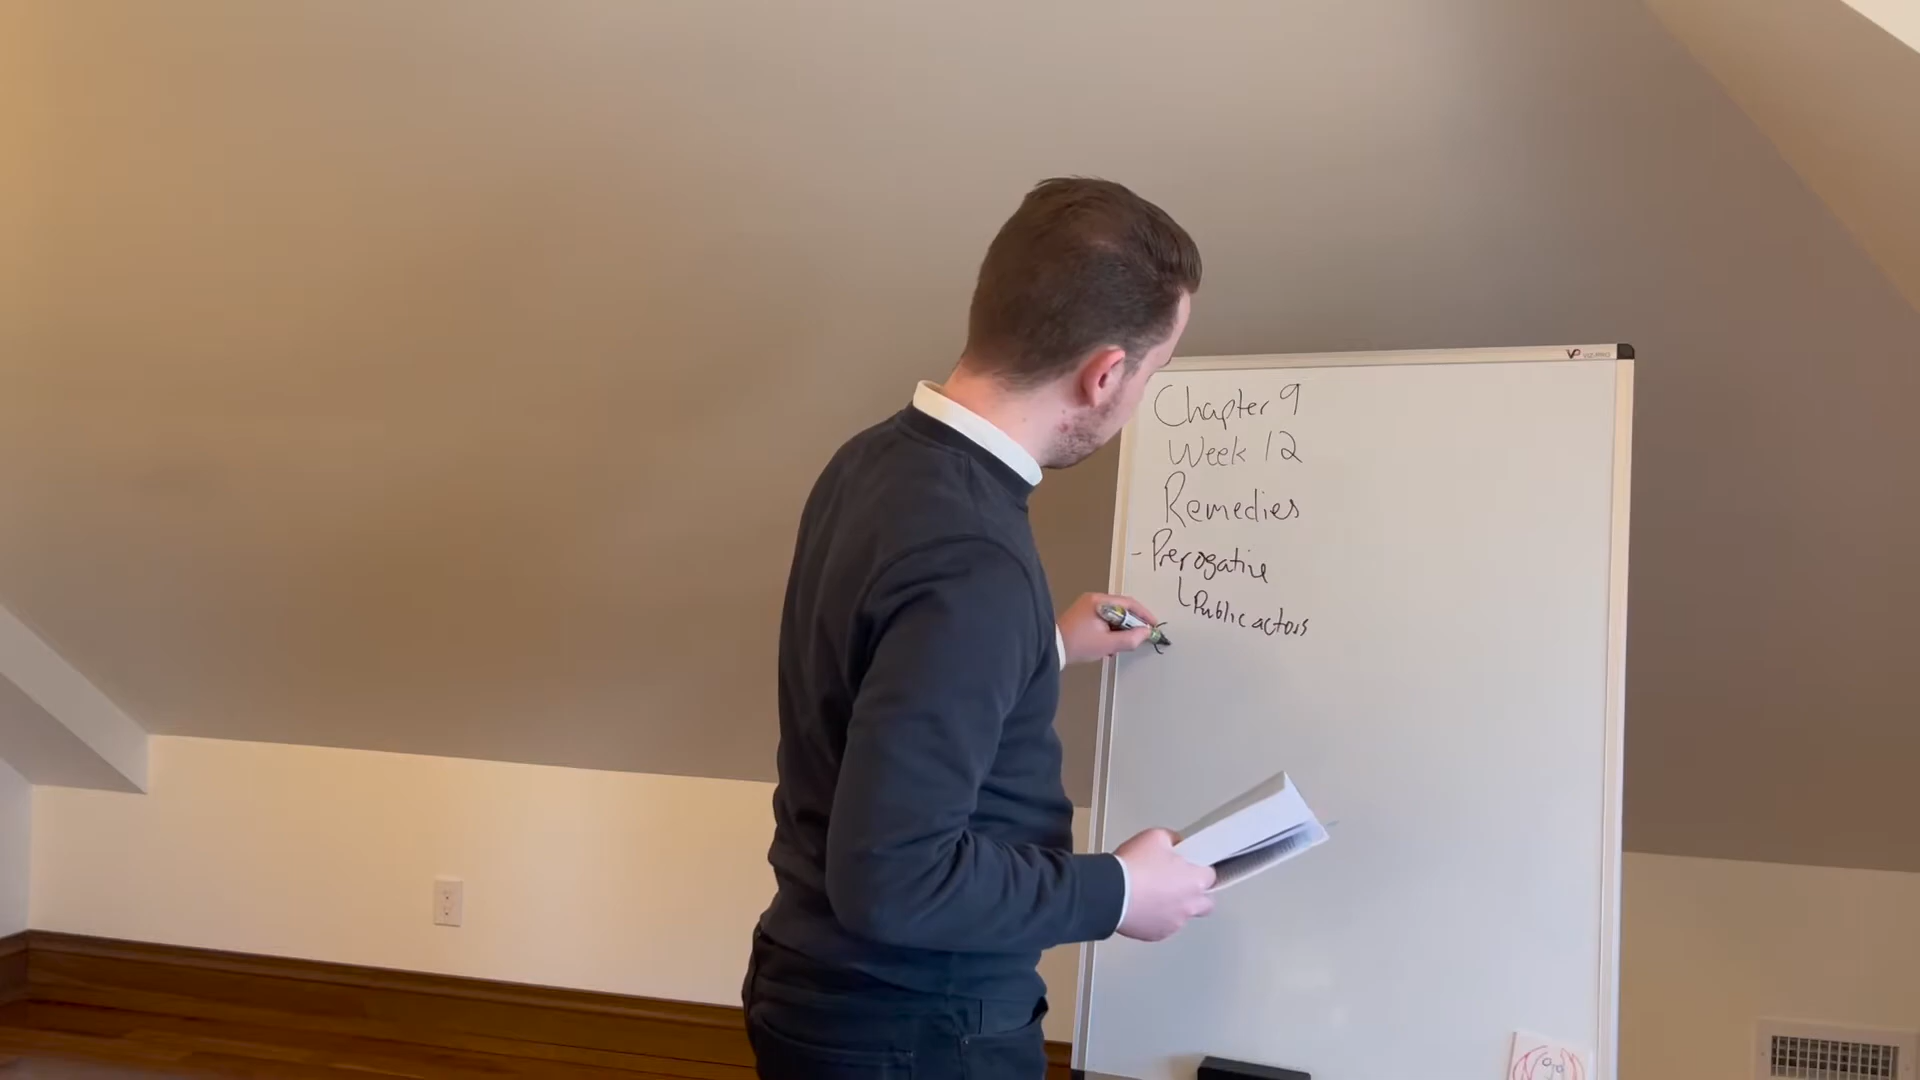 Chapter 9
Week 12
Remedies
- Prerogative
Public actors